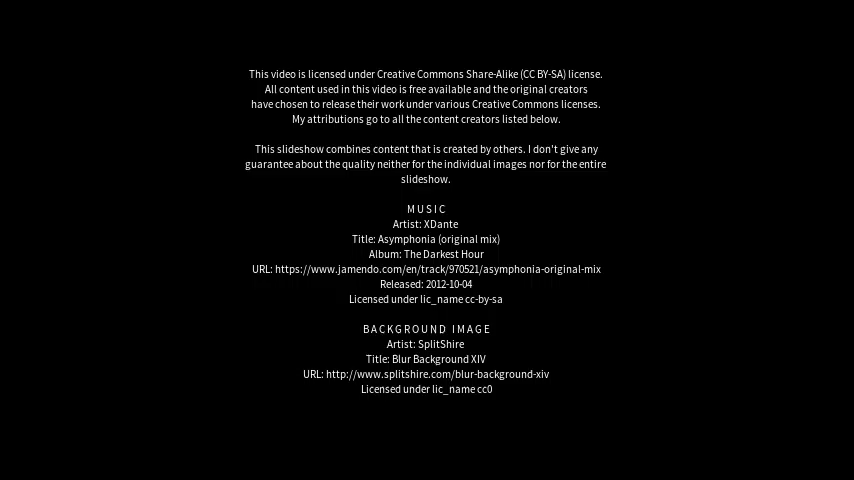 This video is licensed under Creative Commons Share-Alike (CC BY-SA) license.
All content used in this video is free available and the original creators
have chosen to release their work under various Creative Commons licenses.
My attributions go to all the content creators listed below.
This slideshow combines content that is created by others. I don't give any
guarantee about the quality neither for the individual images nor for the entire
slideshow.
MUSIC
Artist: XDante
Title: Asymphonia (original mix)
Album: The Darkest Hour
URL: https://www.jamendo.com/en/track/970521/asymphonia-original-mix
Released: 2012-10-04
Licensed under lic_name cc-by-sa
BACKGROUND IMAGE
Artist: SplitShire
Title: Blur Background XIV
URL: http://www.splitshire.com/blur-background-xiv
Licensed under lic_name cc0